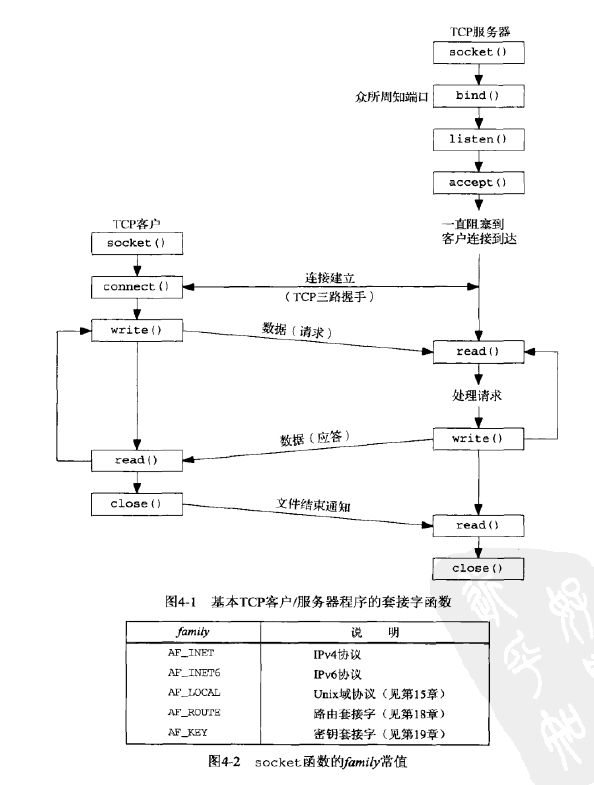 TCP服务器
socket()
众所周知端口
bind()
listen()
accept()
一直阻塞到
客户连接到达
TCP客户
socket()
connect()
连接建立
（TCP三路握手）
write()
数据（请求）
read()
处理请求
数据（应答）
write()
read()
close()
文件结束通知
read()
close()
图4-1 基本TCP客户/服务器程序的套接字函数
family 说 明
AF_INET IPv4协议
AF_INET6 IPv6协议
AF_LOCAL Unix域协议（见第15章）
AF_ROUTE 路由套接字（见第18章）
AF_KEY 密钥套接字（见第19章）
图4-2 socket函数的family常值